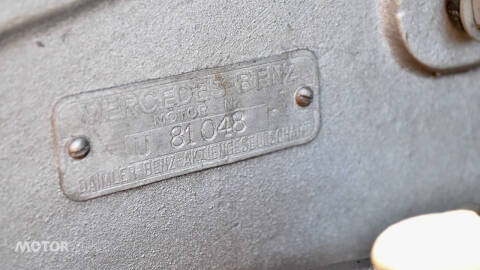 MERCEDES-BENZ
MOTOR Nr
U 81048
DAIMLER-BENZ-AKTIENGESELLSCHAFT
MOTOR